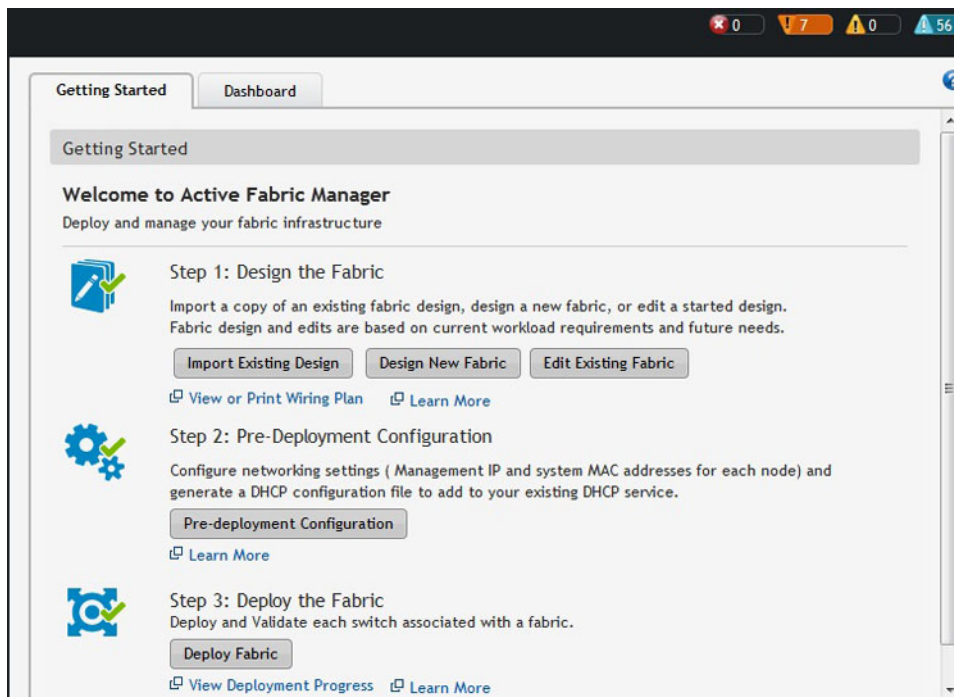 0 7 0 56
Getting Started Dashboard
Getting Started
Welcome to Active Fabric Manager
Deploy and manage your fabric infrastructure
Step 1: Design the Fabric
Import a copy of an existing fabric design, design a new fabric, or edit a started design.
Fabric design and edits are based on current workload requirements and future needs.
Import Existing Design Design New Fabric Edit Existing Fabric
View or Print Wiring Plan Learn More
Step 2: Pre-Deployment Configuration
Configure networking settings ( Management IP and system MAC addresses for each node) and
generate a DHCP configuration file to add to your existing DHCP service.
Pre-deployment Configuration
Learn More
Step 3: Deploy the Fabric
Deploy and Validate each switch associated with a fabric.
Deploy Fabric
View Deployment Progress Learn More